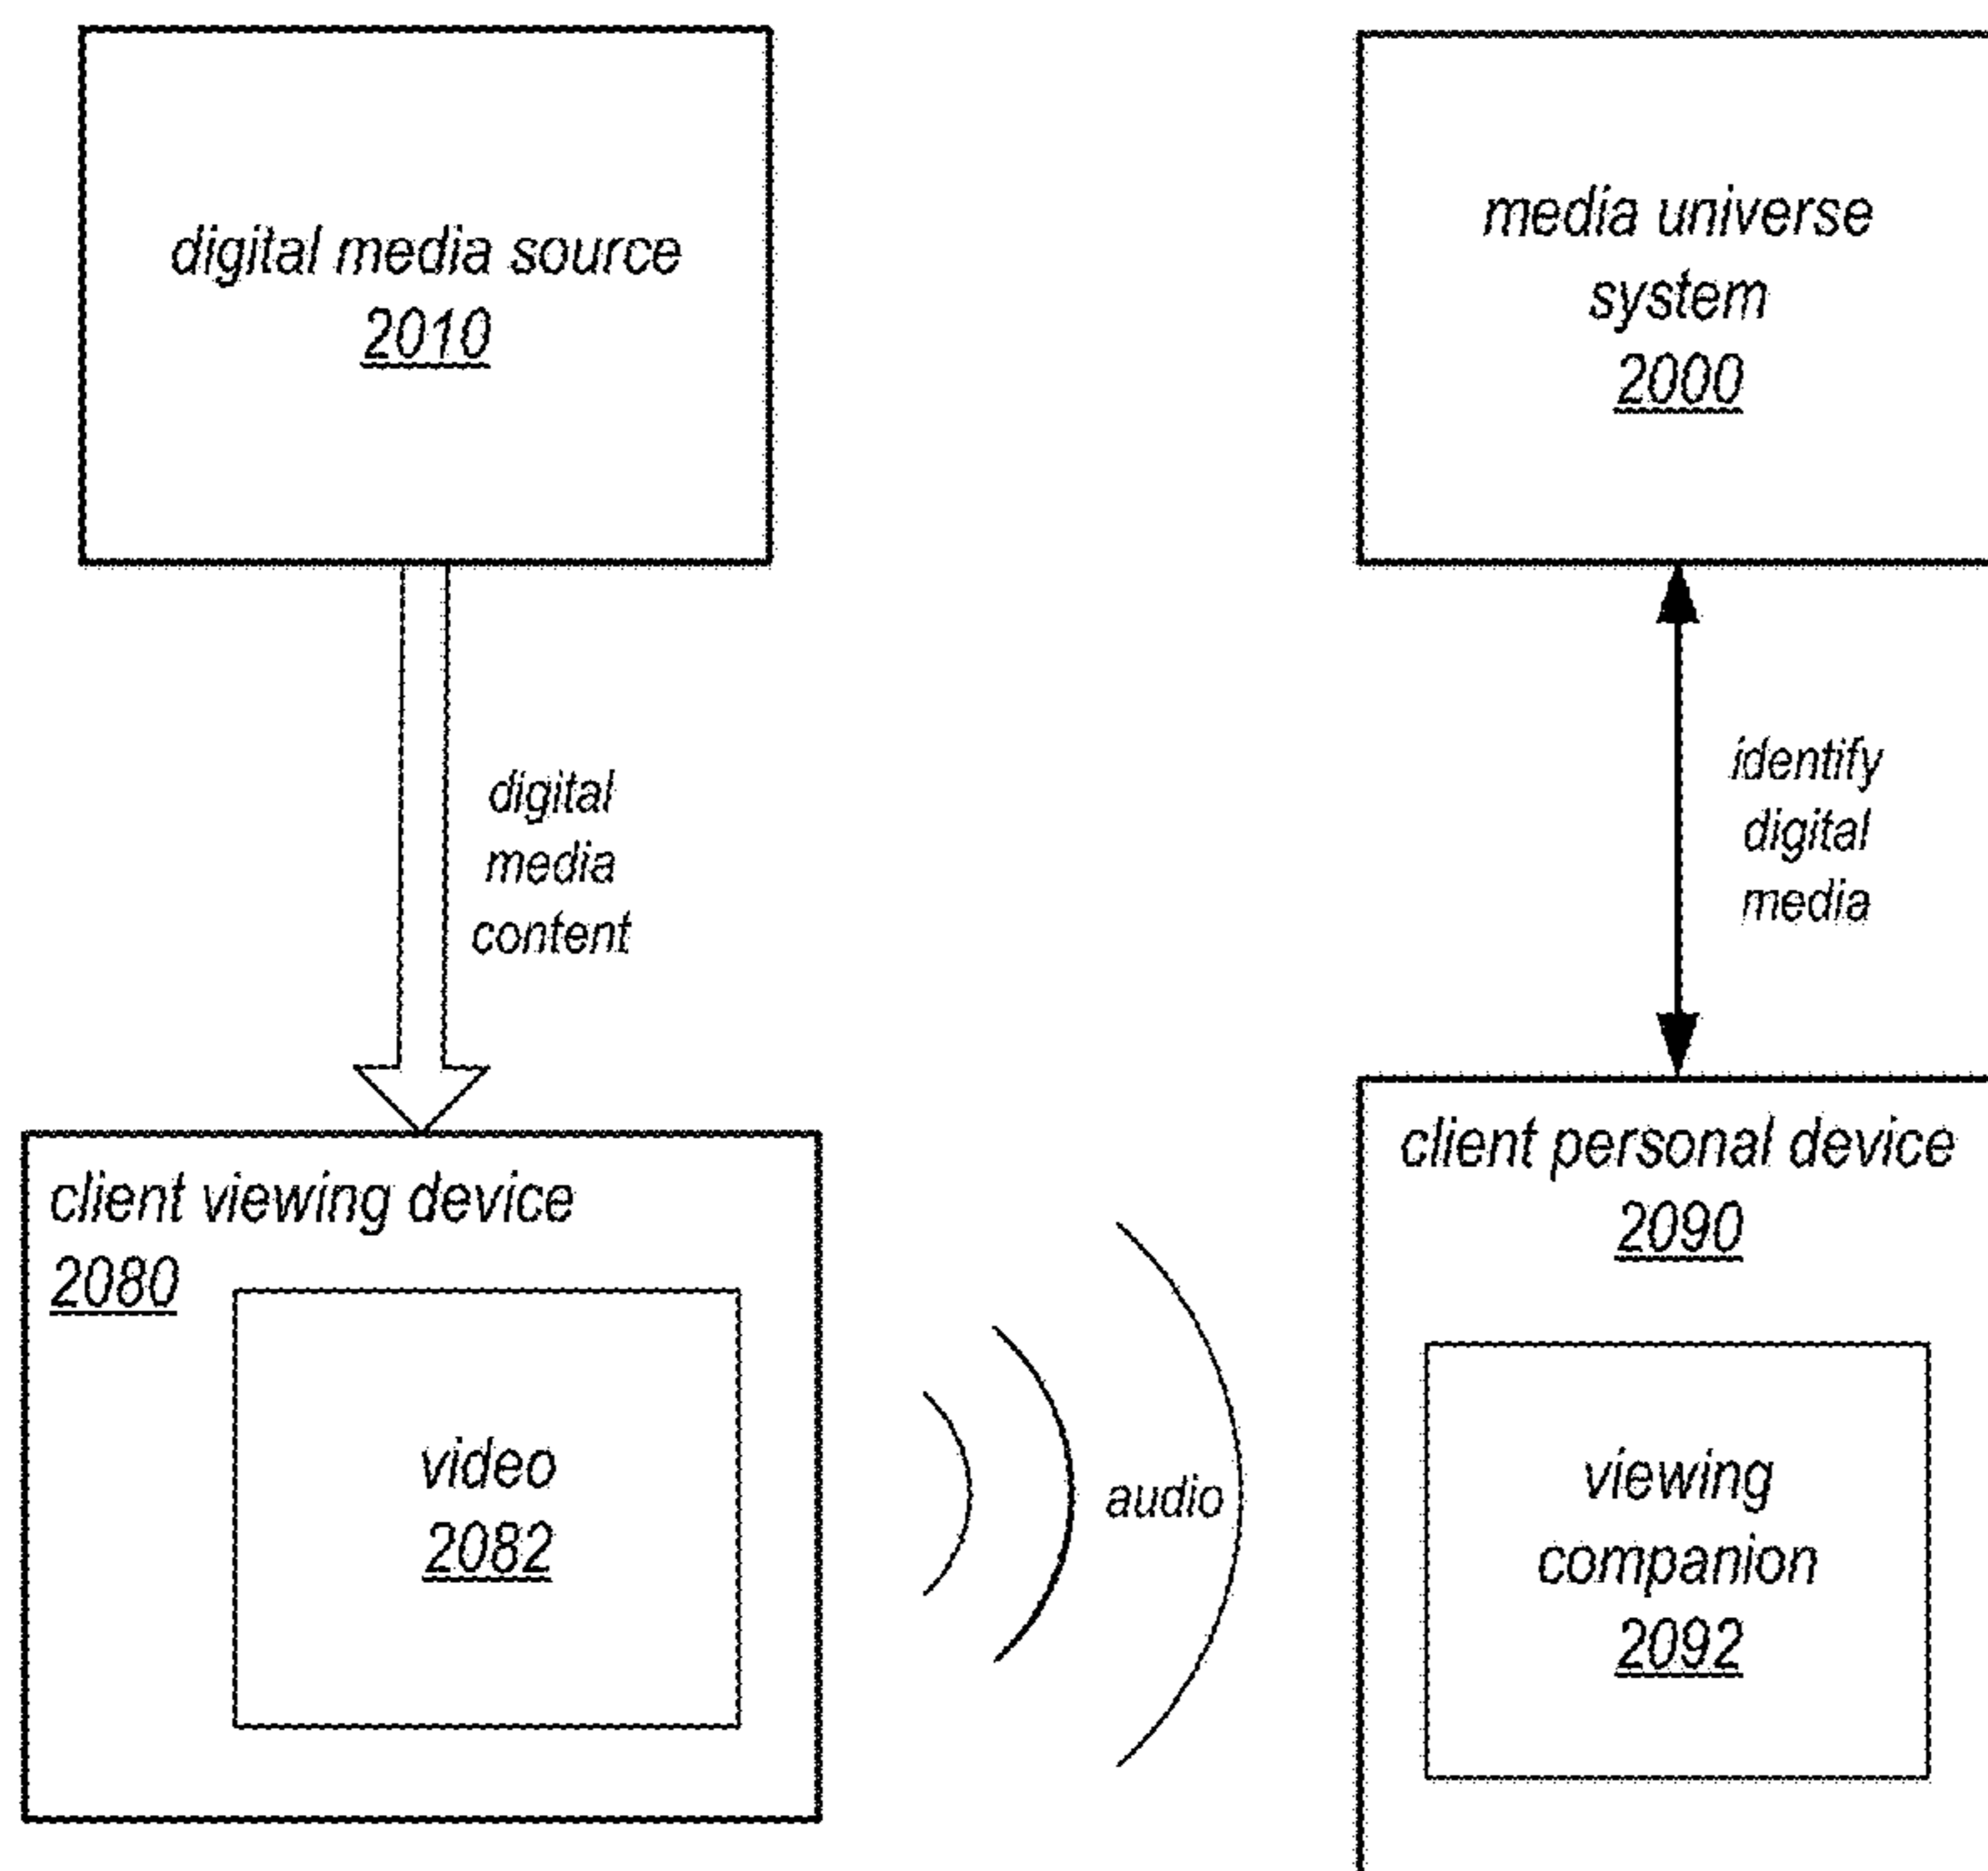 digital media source
2010
media universe
system
2000
digital
media
content
identify
digital
media
client viewing device
2080
video
2082
audio
client personal device
2090
viewing
companion
2092